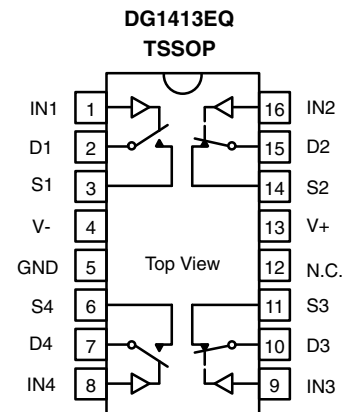 DG1413EQ
TSSOP
IN1 1 16 IN2
D1 2 15 D2
S1 3 14 S2
V- 4 13 V+
GND 5 Top View 12 N.C.
S4 6 11 S3
D4 7 10 D3
IN4 8 9 IN3